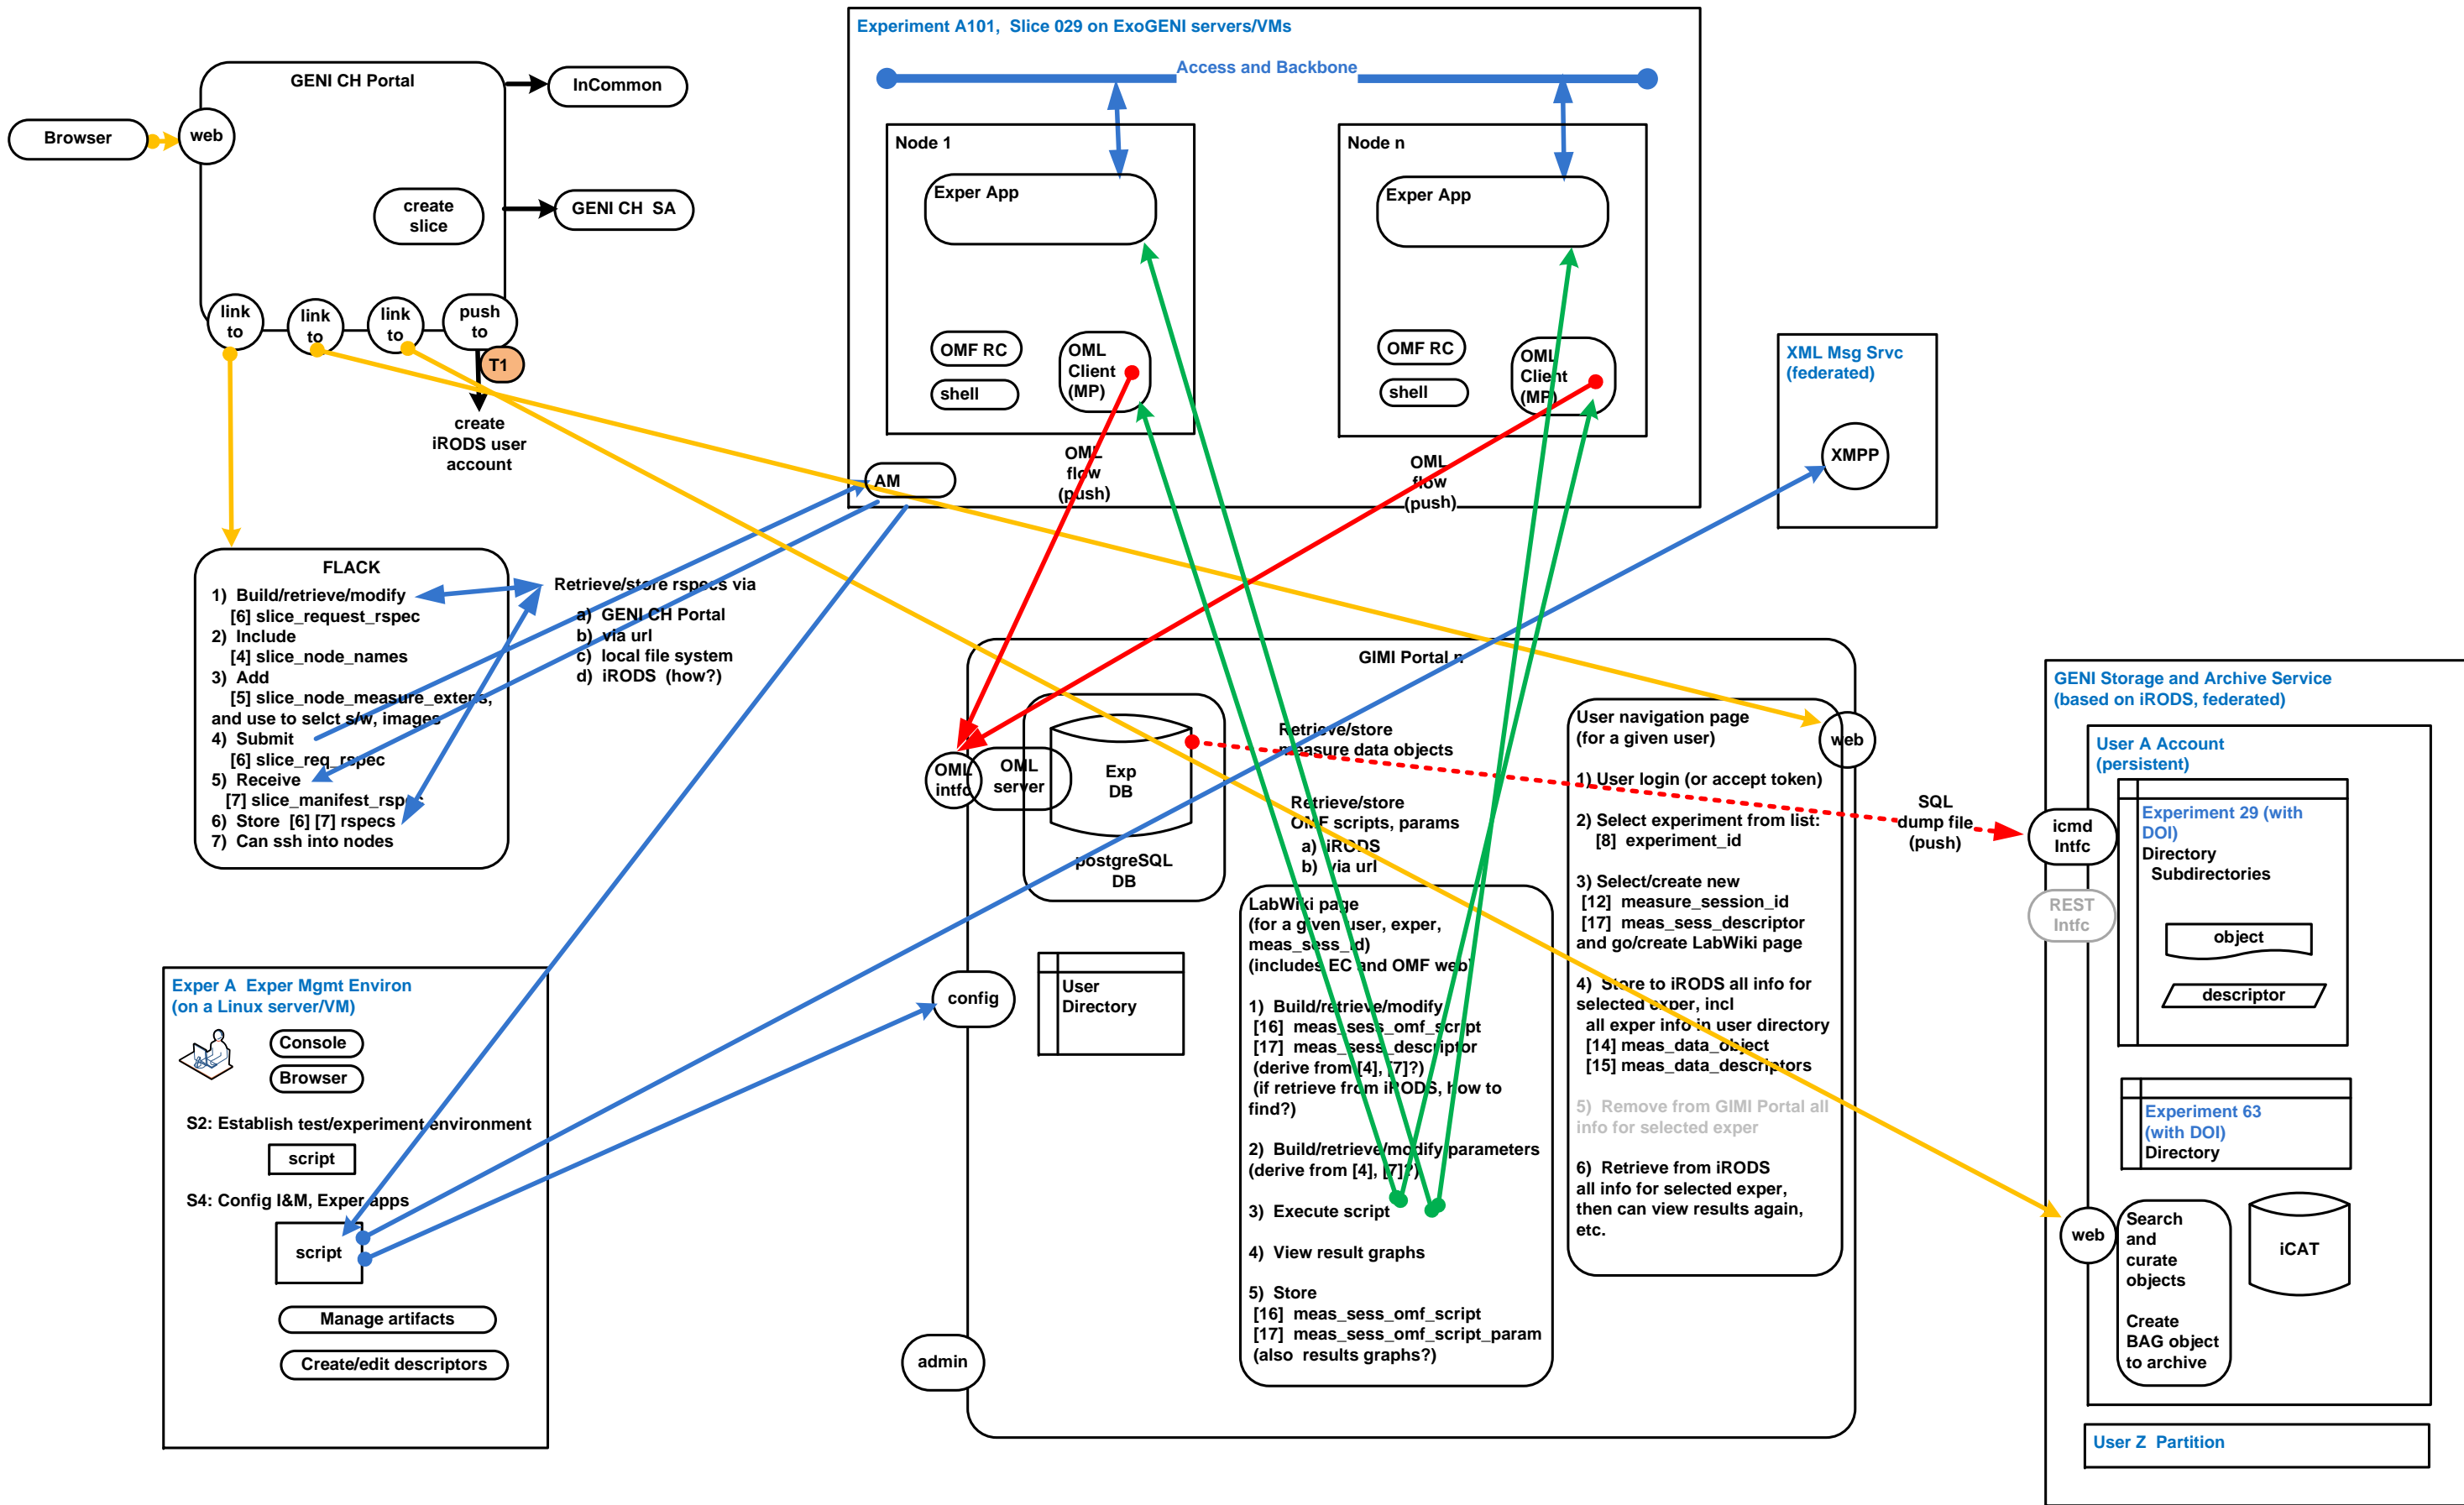 Experiment A101,  Slice 029 on ExoGENI servers/VMs
Access and Backbone
GENI CH Portal
InCommon
Browser
web
create
slice
GENI CH  SA
link
to
link
to
link
to
push
to
T1
create
iRODS user
account
Node 1
Exper App
OMF RC
shell
OML
Client
(MP)
Node n
Exper App
OMF RC
shell
OML
Client
(MP)
OML
flow
(push)
OML
flow
(push)
AM
XML Msg Srvc
(federated)
XMPP
FLACK
1)  Build/retrieve/modify
[6] slice_request_rspec
2)  Include
[4] slice_node_names
3)  Add
[5] slice_node_measure_extens,
and use to selct s/w, images
4)  Submit
[6] slice_req_rspec
5)  Receive
[7] slice_manifest_rspec
6)  Store  [6] [7] rspecs
7)  Can ssh into nodes
Retrieve/store rspecs via
a)  GENI CH Portal
b)  via url
c)  local file system
d)  iRODS  (how?)
Exper A  Exper Mgmt Environ
(on a Linux server/VM)
Console
Browser
S2: Establish test/experiment environment
script
S4: Config I&M, Exper apps
script
Manage artifacts
Create/edit descriptors
GIMI Portal n
OML
intfc
OML
server
Exp
DB
postgreSQL
DB
config
User
Directory
admin
Retrieve/store
measure data objects
Retrieve/store
OMF scripts, params
a)  iRODS
b)  via url
LabWiki page
(for a given user, exper,
meas_sess_id)
(includes EC and OMF web)
1)  Build/retrieve/modify
[16]  meas_sess_omf_script
[17]  meas_sess_descriptor
(derive from [4], [7]?)
(if retrieve from iRODS, how to
find?)
2)  Build/retrieve/modify parameters
(derive from [4], [7]?)
3)  Execute script
4)  View result graphs
5)  Store
[16]  meas_sess_omf_script
[17]  meas_sess_omf_script_param
(also  results graphs?)
User navigation page
(for a given user)
1) User login (or accept token)
2) Select experiment from list:
[8]  experiment_id
3) Select/create new
[12]  measure_session_id
[17]  meas_sess_descriptor
and go/create LabWiki page
4)  Store to iRODS all info for
selected exper, incl
all exper info in user directory
[14] meas_data_object
[15] meas_data_descriptors
5)  Remove from GIMI Portal all
info for selected exper
6)  Retrieve from iRODS
all info for selected exper,
then can view results again,
etc.
web
SQL
dump file
(push)
GENI Storage and Archive Service
(based on iRODS, federated)
User A Account
(persistent)
icmd
Intfc
REST
Intfc
Experiment 29 (with
DOI)
Directory
Subdirectories
object
descriptor
Experiment 63
(with DOI)
Directory
web
Search
and
curate
objects
Create
BAG object
to archive
iCAT
User Z  Partition